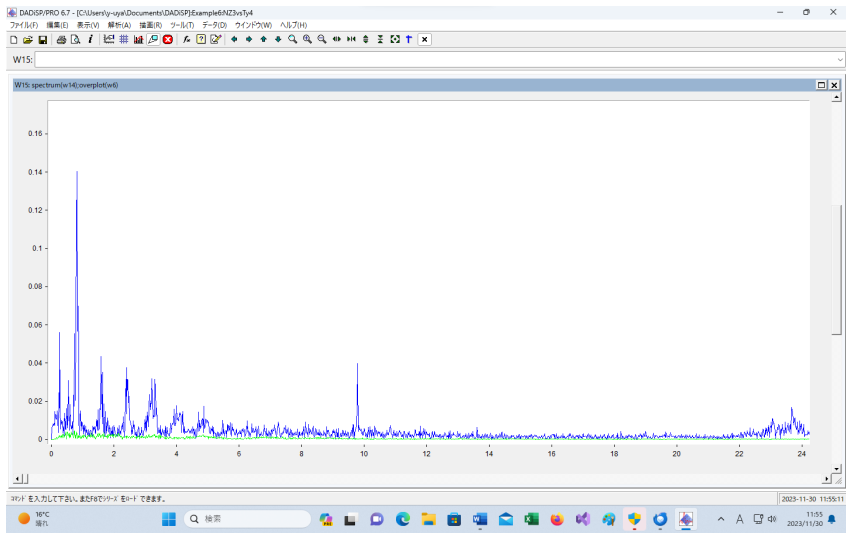 DADiSP/PRO 6.7 - [C:\Users\y-uya\Documents\DADiSP]:Example6:NZ3vsTy4
ファイル(F) 編集(E) 表示(V) 解析(A) 描画(R) ツール(T) データ(D) ウインドウ(W) ヘルプ(H)
W15:
W15: spectrum(w14);overplot(w6)
0.16
0.14
0.12
0.1
0.08
0.06
0.04
0.02
0
0 2 4 6 8 10 12 14 16 18 20 22 24
コマンド を入力して下さい。またF8でシリーズ をロード できます。
2023-11-30 11:55:11
16°C
晴れ
検索
A
11:55
2023/11/30